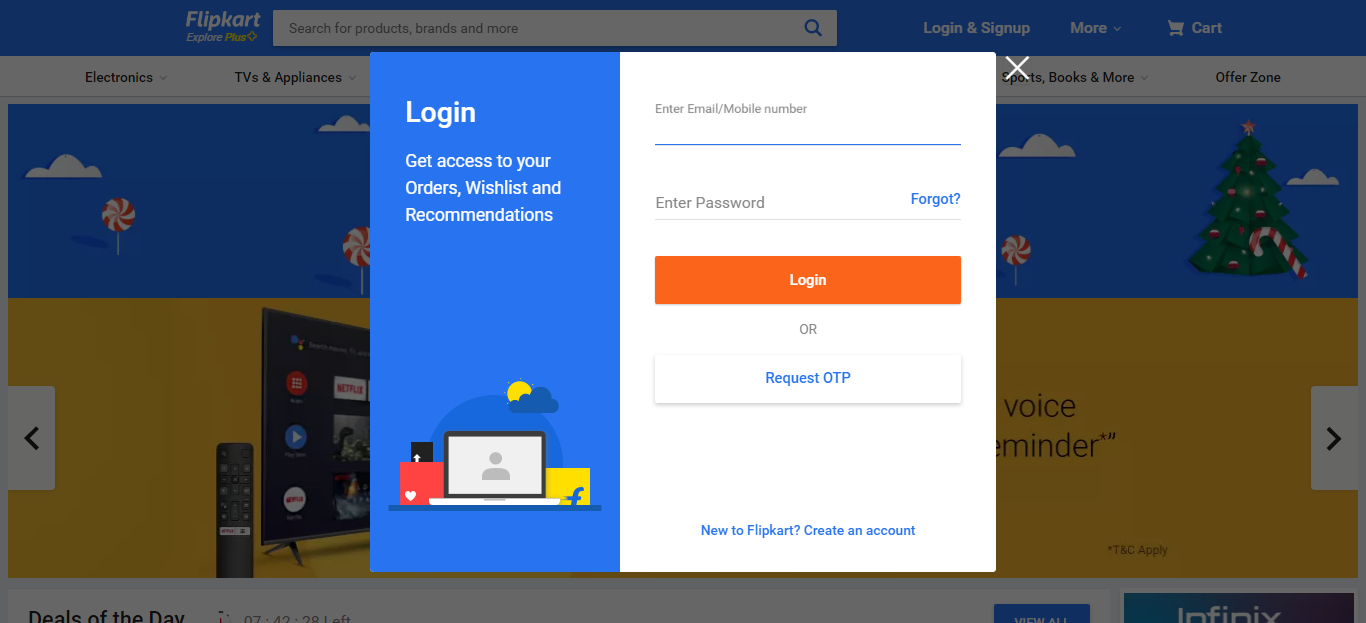 Flipkart
Explore Plus
Search for products, brands and more
Login & Signup
More
Cart
Electronics
TVs & Appliances
Sports, Books & More
Offer Zone
Login
Get access to your
Orders, Wishlist and
Recommendations
Enter Email/Mobile number
Enter Password
Forgot?
Login
OR
Request OTP
New to Flipkart? Create an account
NETFLIX
voice
eminder*”
*T&C Apply
Deals of the Day
07 : 42 : 28 Left
VIEW ALL
Infinix